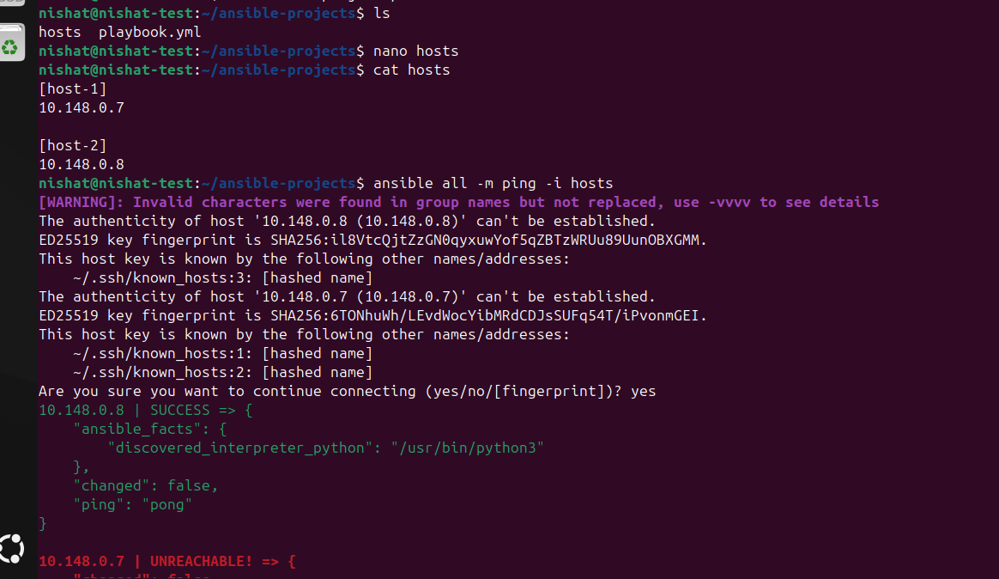 nishat@nishat-test:~/ansible-projects$ ls
hosts  playbook.yml
nishat@nishat-test:~/ansible-projects$ nano hosts
nishat@nishat-test:~/ansible-projects$ cat hosts
[host-1]
10.148.0.7

[host-2]
10.148.0.8
nishat@nishat-test:~/ansible-projects$ ansible all -m ping -i hosts
[WARNING]: Invalid characters were found in group names but not replaced, use -vvvv to see details
The authenticity of host '10.148.0.8 (10.148.0.8)' can't be established.
ED25519 key fingerprint is SHA256:il8VtcQjtZzGN0qyxuwYof5qZBTzWRUu89UunOBXGMM.
This host key is known by the following other names/addresses:
    ~/.ssh/known_hosts:3: [hashed name]
The authenticity of host '10.148.0.7 (10.148.0.7)' can't be established.
ED25519 key fingerprint is SHA256:6TONhuWh/LEvdWocYibMRdCDJsSUFq54T/iPvonmGEI.
This host key is known by the following other names/addresses:
    ~/.ssh/known_hosts:1: [hashed name]
    ~/.ssh/known_hosts:2: [hashed name]
Are you sure you want to continue connecting (yes/no/[fingerprint])? yes
10.148.0.8 | SUCCESS => {
    "ansible_facts": {
        "discovered_interpreter_python": "/usr/bin/python3"
    },
    "changed": false,
    "ping": "pong"
}

10.148.0.7 | UNREACHABLE! => {
    "changed": false